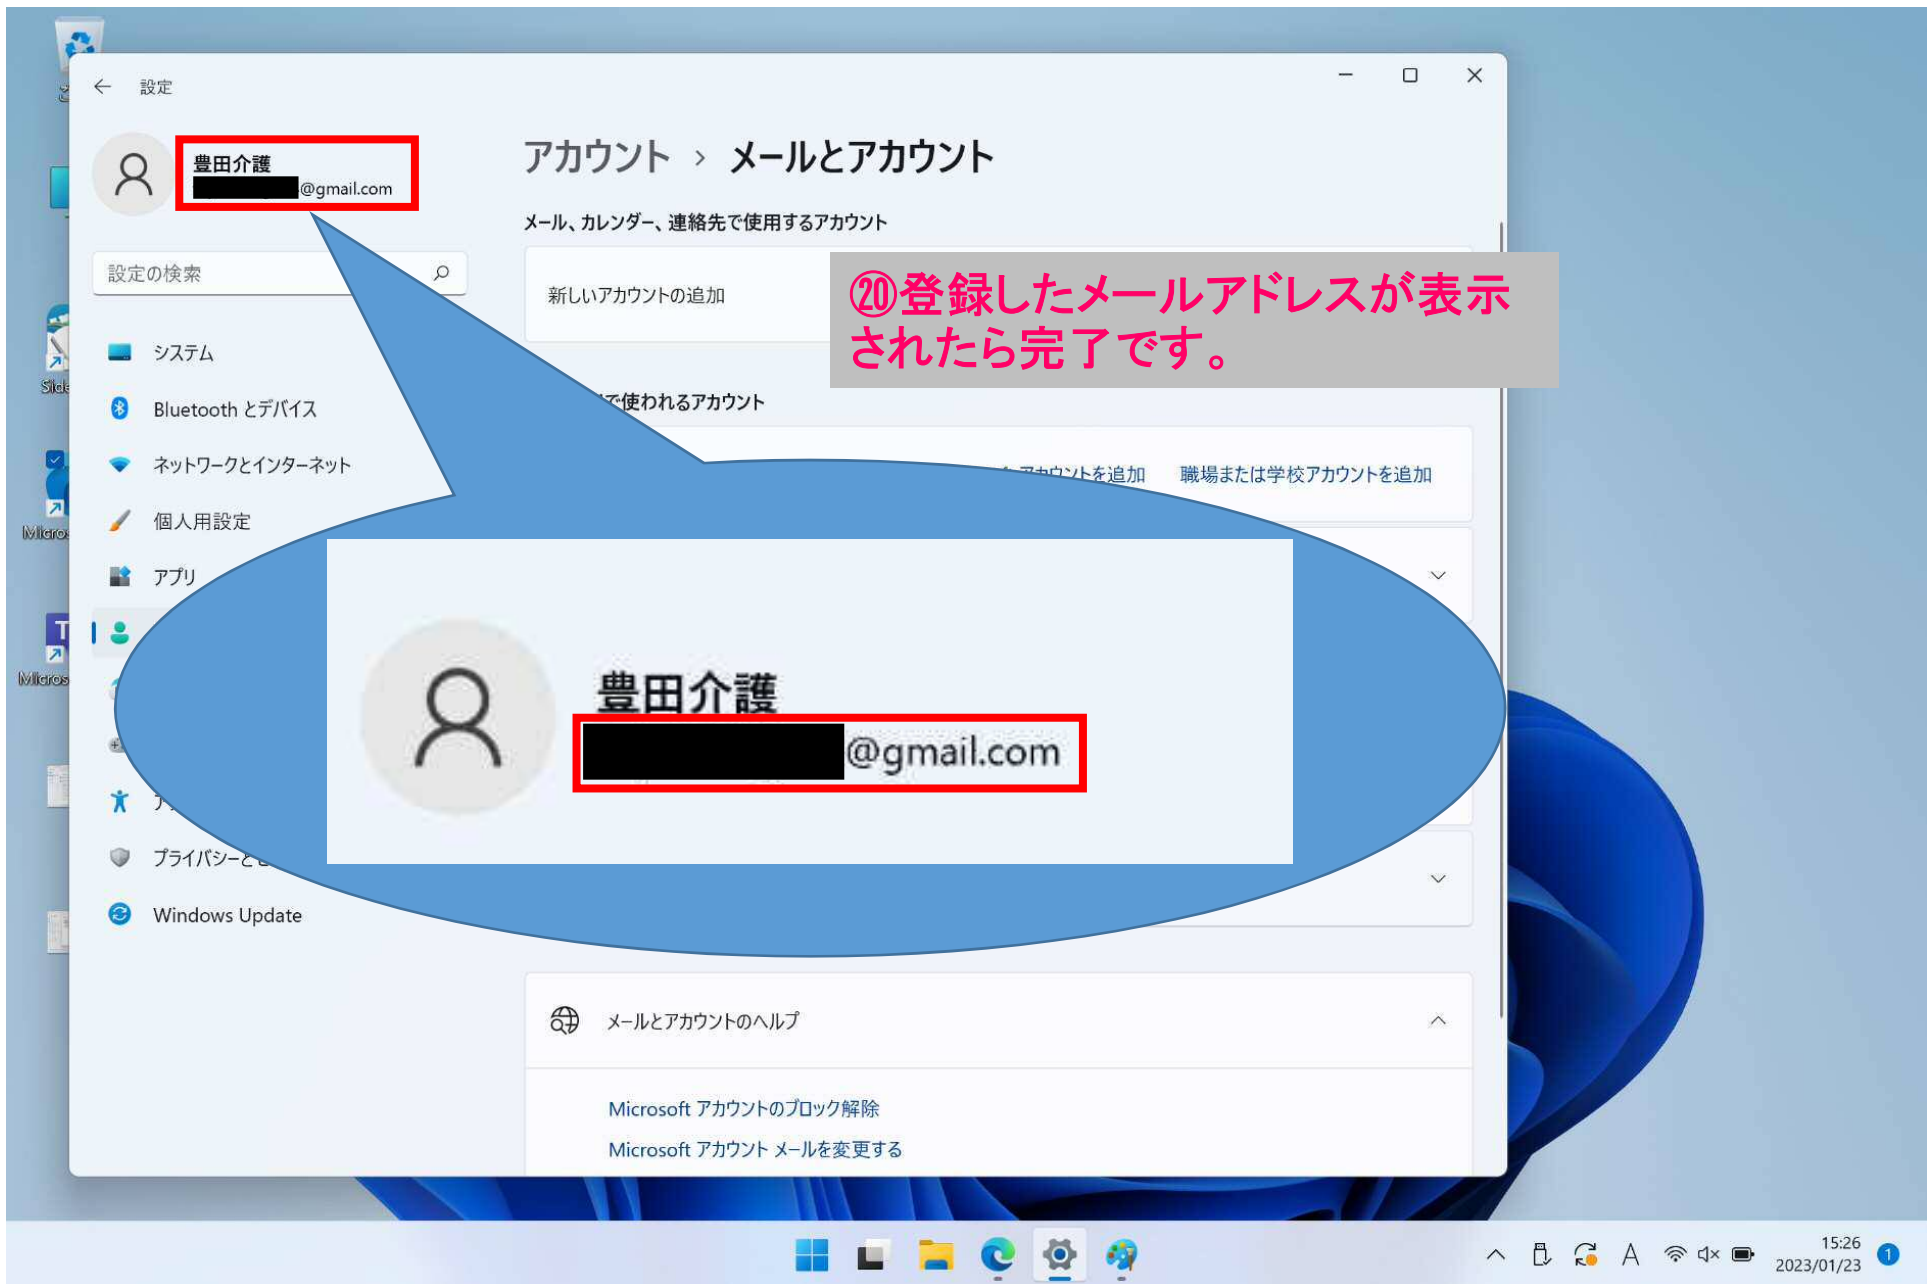 設定
豊田介護
@gmail.com
設定の検索
システム
Bluetooth とデバイス
ネットワークとインターネット
個人用設定
アプリ
プライバシーと
Windows Update
アカウント › メールとアカウント
メール、カレンダー、連絡先で使用するアカウント
新しいアカウントの追加
⑳登録したメールアドレスが表示
されたら完了です。
で使われるアカウント
アカウントを追加 職場または学校アカウントを追加
豊田介護
@gmail.com
メールとアカウントのヘルプ
Microsoft アカウントのブロック解除
Microsoft アカウント メールを変更する
A
15:26
2023/01/23
1